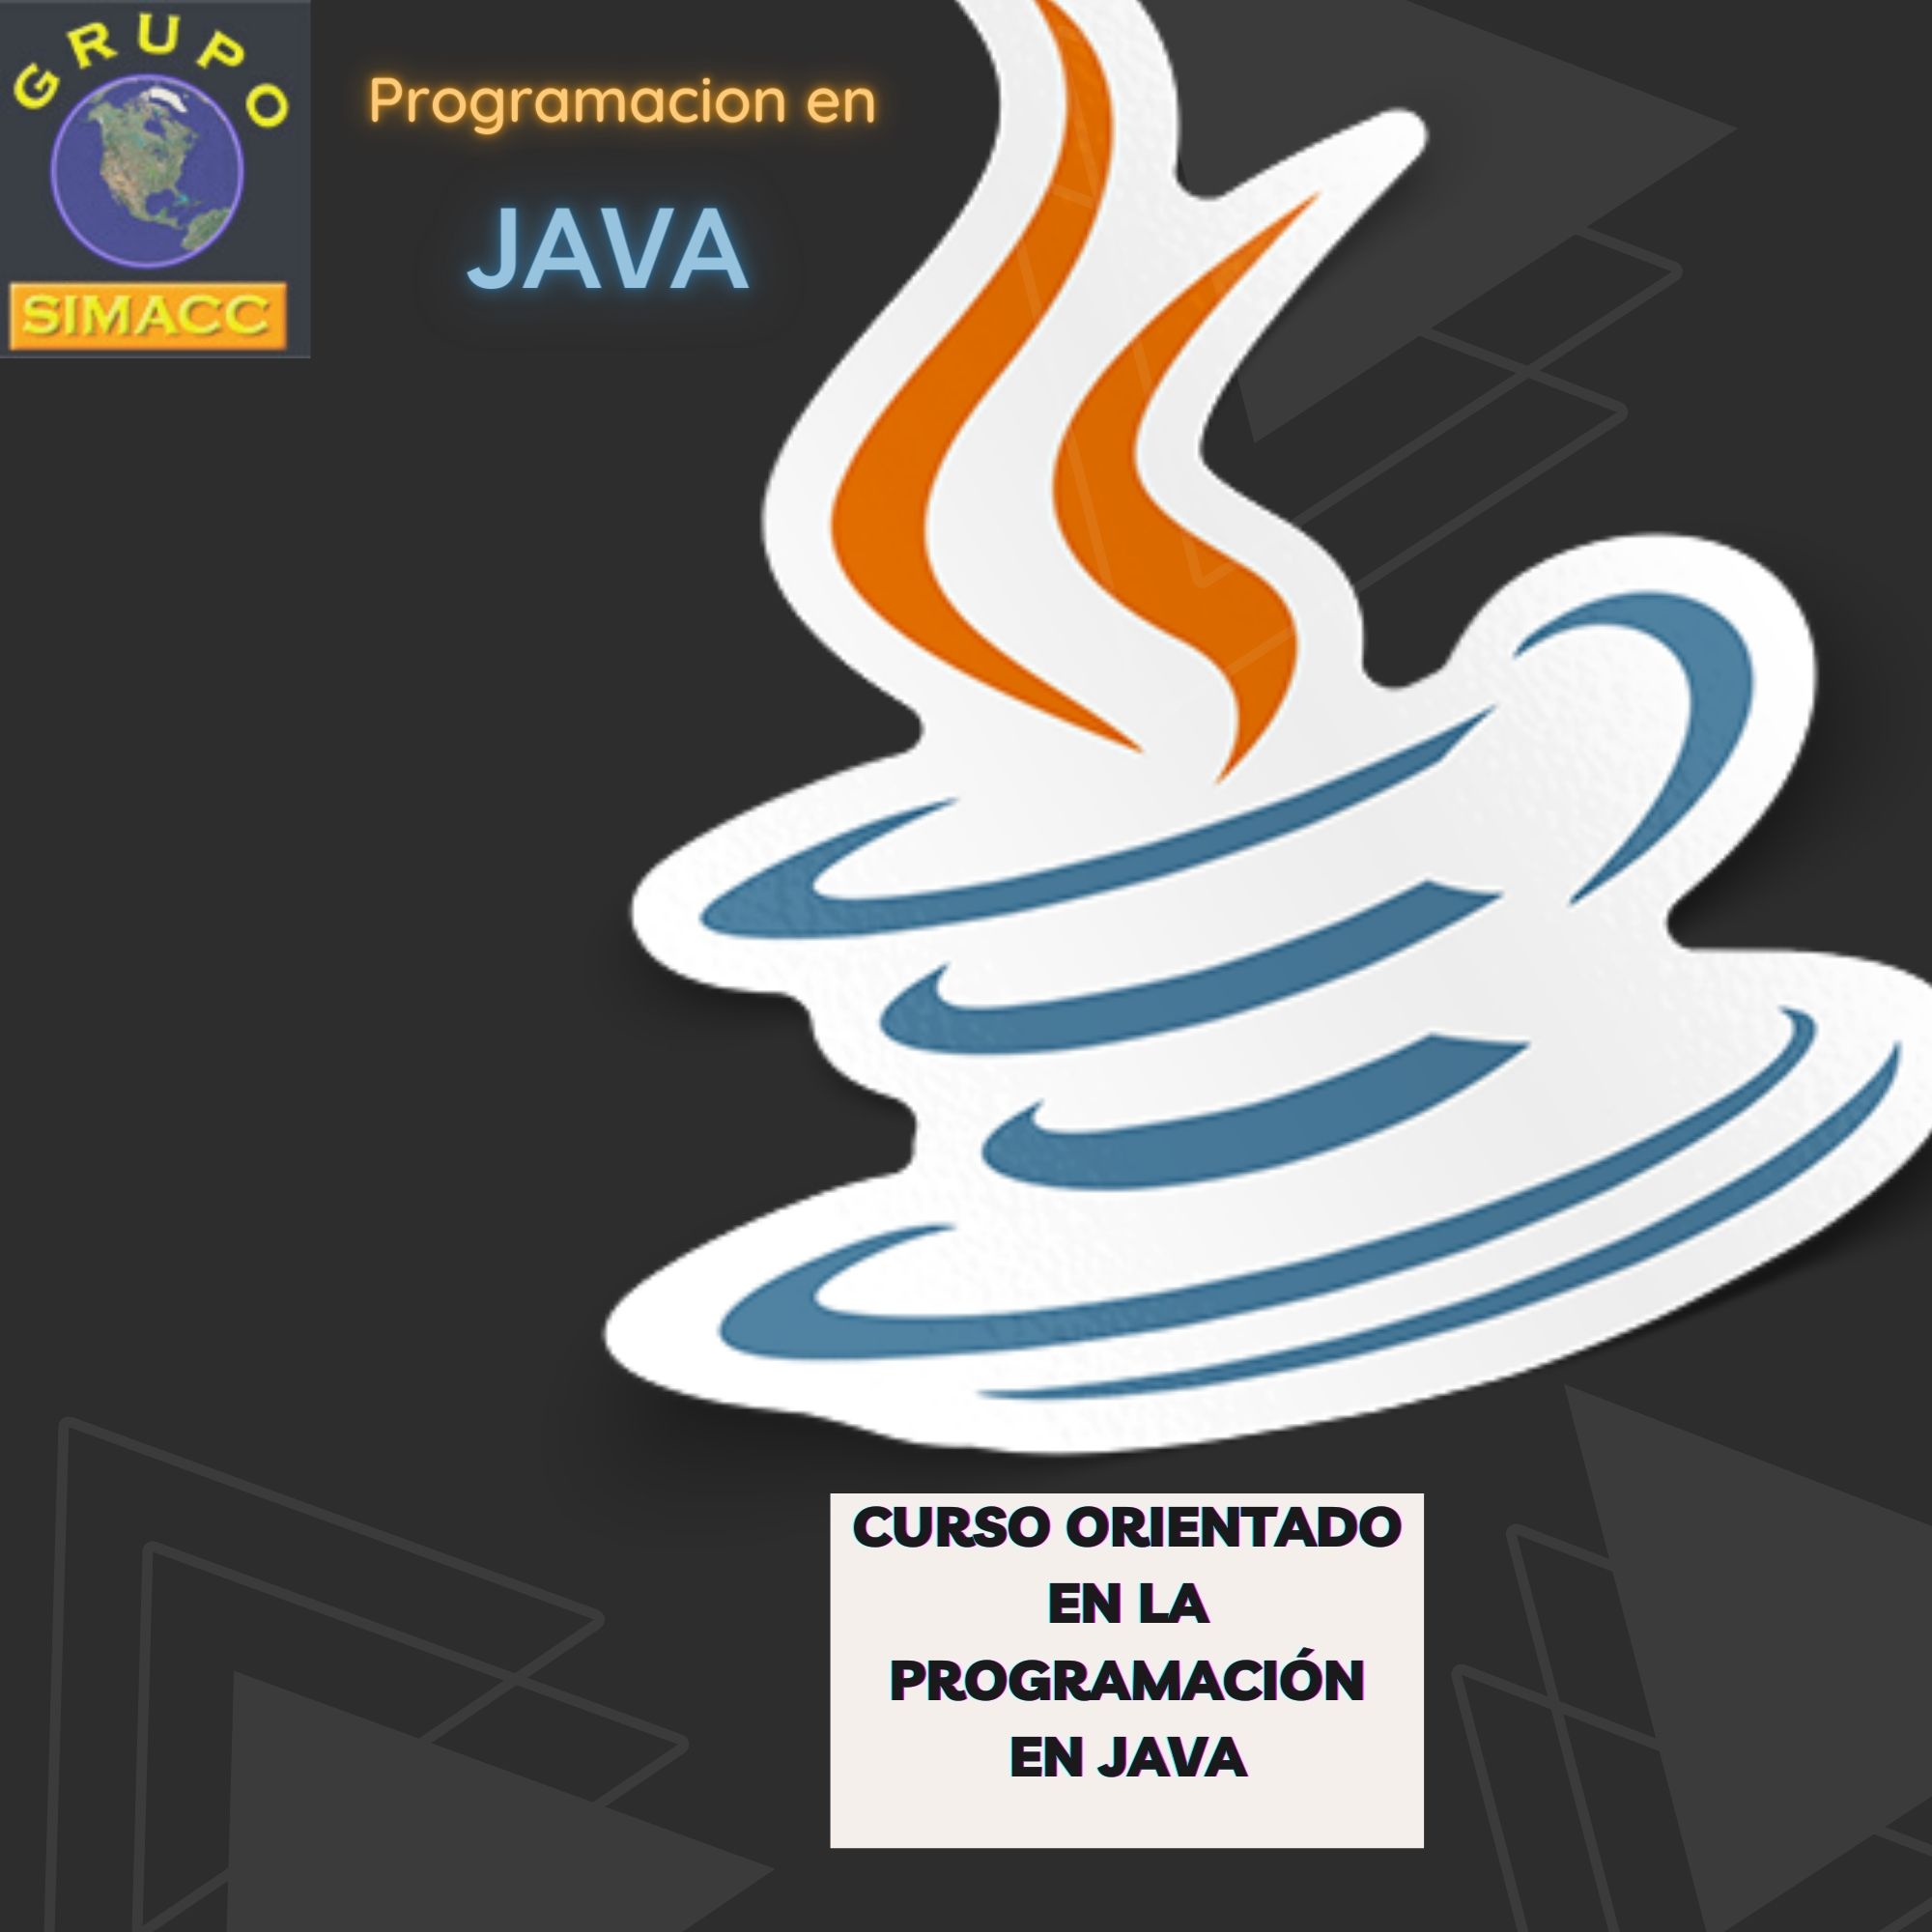 GRUPO
SIMACC
Programacion en
JAVA
CURSO ORIENTADO
EN LA
PROGRAMACIÓN
EN JAVA